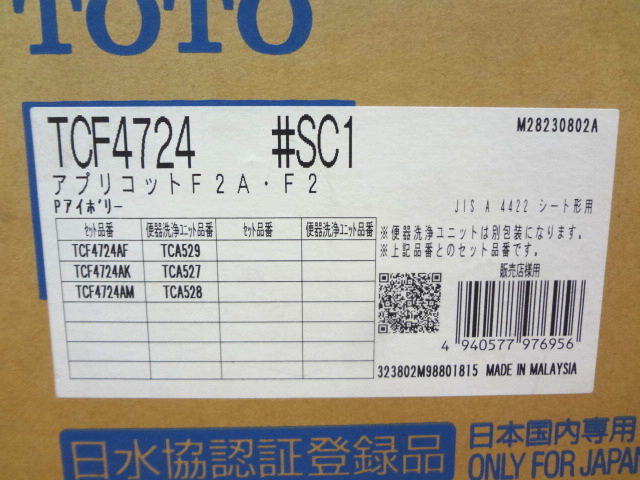 TOTO
TCF4724 #SC1 M28230802A
アプリコットF2A・F2
Pアイボリー JIS A 4422 シート形用
セット品番 便器洗浄ユニット品番 セット品番 便器洗浄ユニット品番
TCF4724AF TCA529
TCF4724AK TCA527
TCF4724AM TCA528
※便器洗浄ユニットは別包装になります。
※上記品番とのセット品番です。
販売店様用
4 940577 976956
323802M98801815 MADE IN MALAYSIA
日水協認証登録品
日本国内専用
ONLY FOR JAPAN